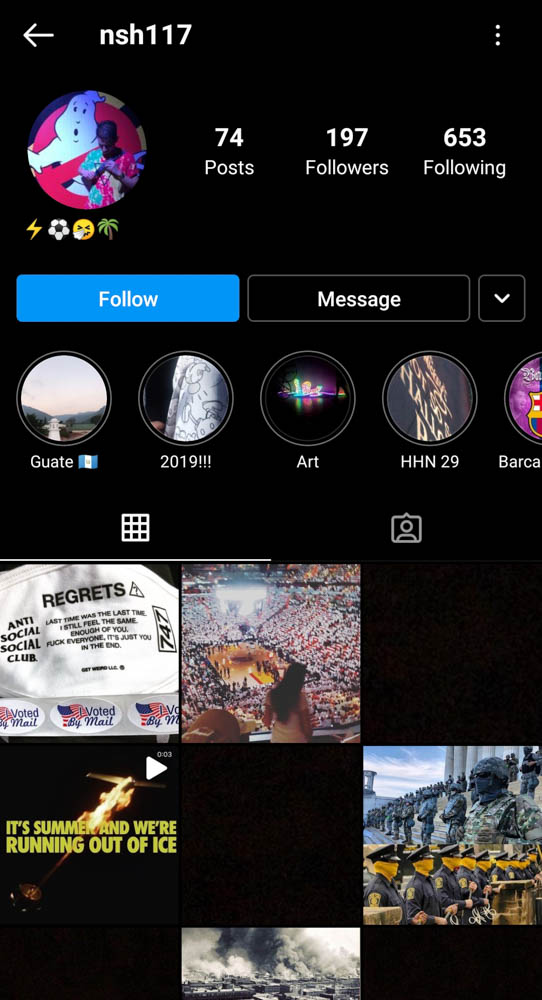 nsh117
74
197
653
Posts
Followers
Following
⚡⚽🤧🌴
Follow
Message
Guate 🇬🇹
2019!!!
Art
HHN 29
Barca
REGRETS
LAST TIME WAS THE LAST TIME.
I STILL FEEL THE SAME.
ENOUGH OF YOU.
FUCK EVERYONE, IT'S JUST YOU
IN THE END.
ANTI
SOCIAL
SOCIAL
CLUB.
747
GET WEIRD LLC. ®
I Voted
By Mail
I Voted
By Mail
0:03
IT'S SUMMER AND WE'RE
RUNNING OUT OF ICE